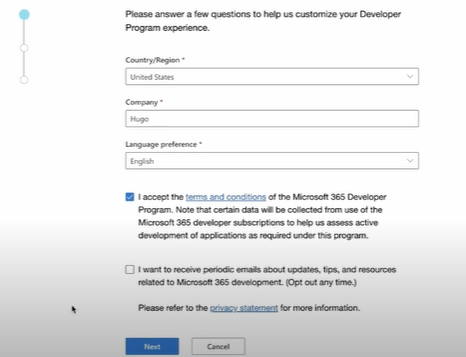 Please answer a few questions to help us customize your Developer
Program experience.
Country/Region *
United States
Company *
Hugo
Language preference *
English
I accept the terms and conditions of the Microsoft 365 Developer
Program. Note that certain data will be collected from use of the
Microsoft 365 developer subscriptions to help us assess active
development of applications as required under this program.
I want to receive periodic emails about updates, tips, and resources
related to Microsoft 365 development. (Opt out any time.)
Please refer to the privacy statement for more information.
Next Cancel